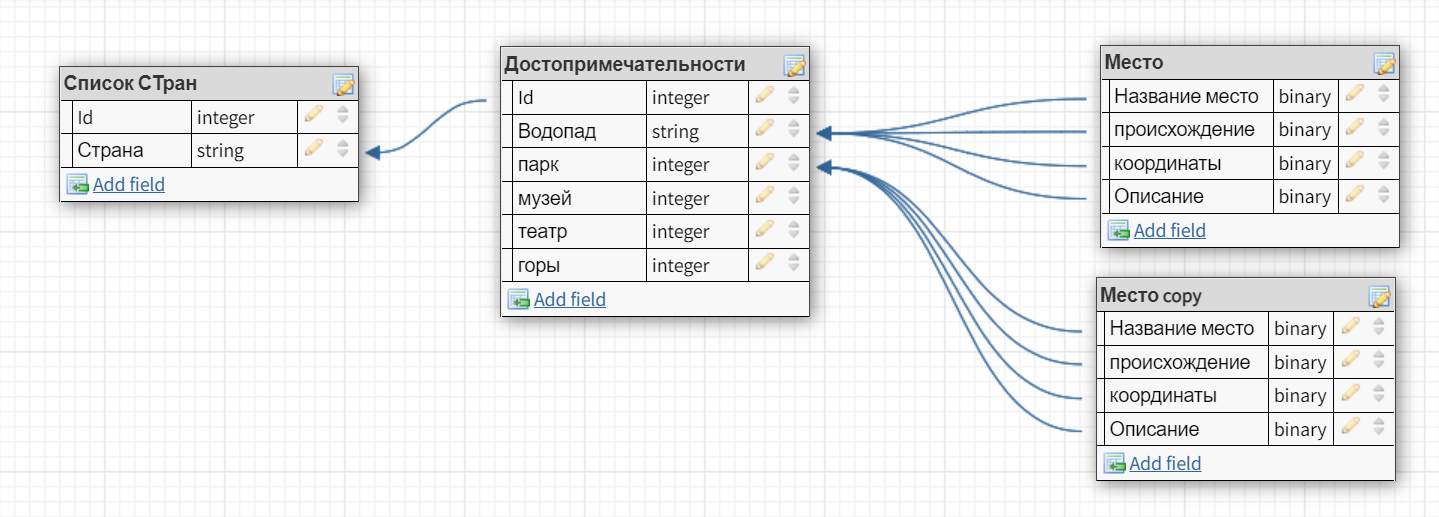 Список СТран
Id integer
Страна string
Add field
Достопримечательности
Id integer
Водопад string
парк integer
музей integer
театр integer
горы integer
Add field
Место
Название место binary
происхождение binary
координаты binary
Описание binary
Add field
Место copy
Название место binary
происхождение binary
координаты binary
Описание binary
Add field